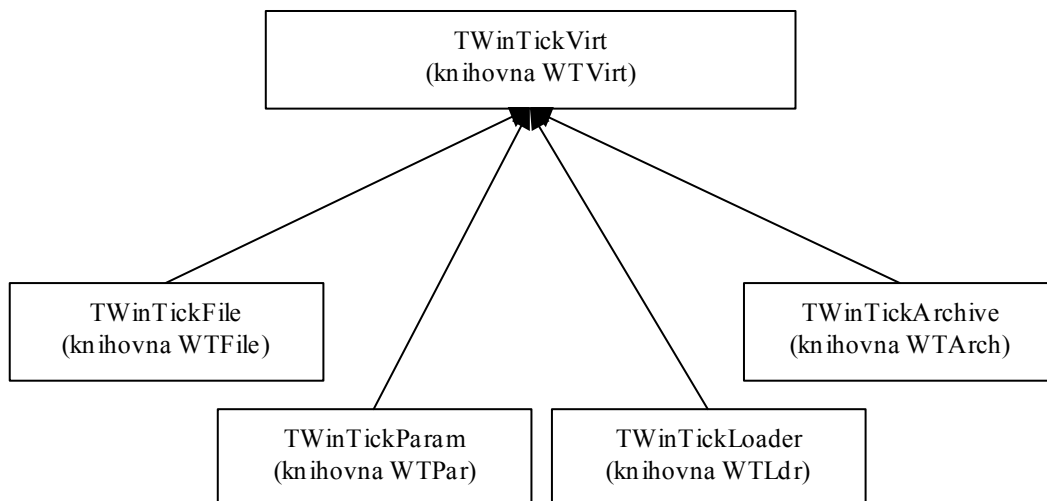 TWinTickVirt
(knihovna WTVirt)
TWinTickFile
(knihovna WTFile)
TWinTickArchive
(knihovna WTArch)
TWinTickParam
(knihovna WTPar)
TWinTickLoader
(knihovna WTLdr)